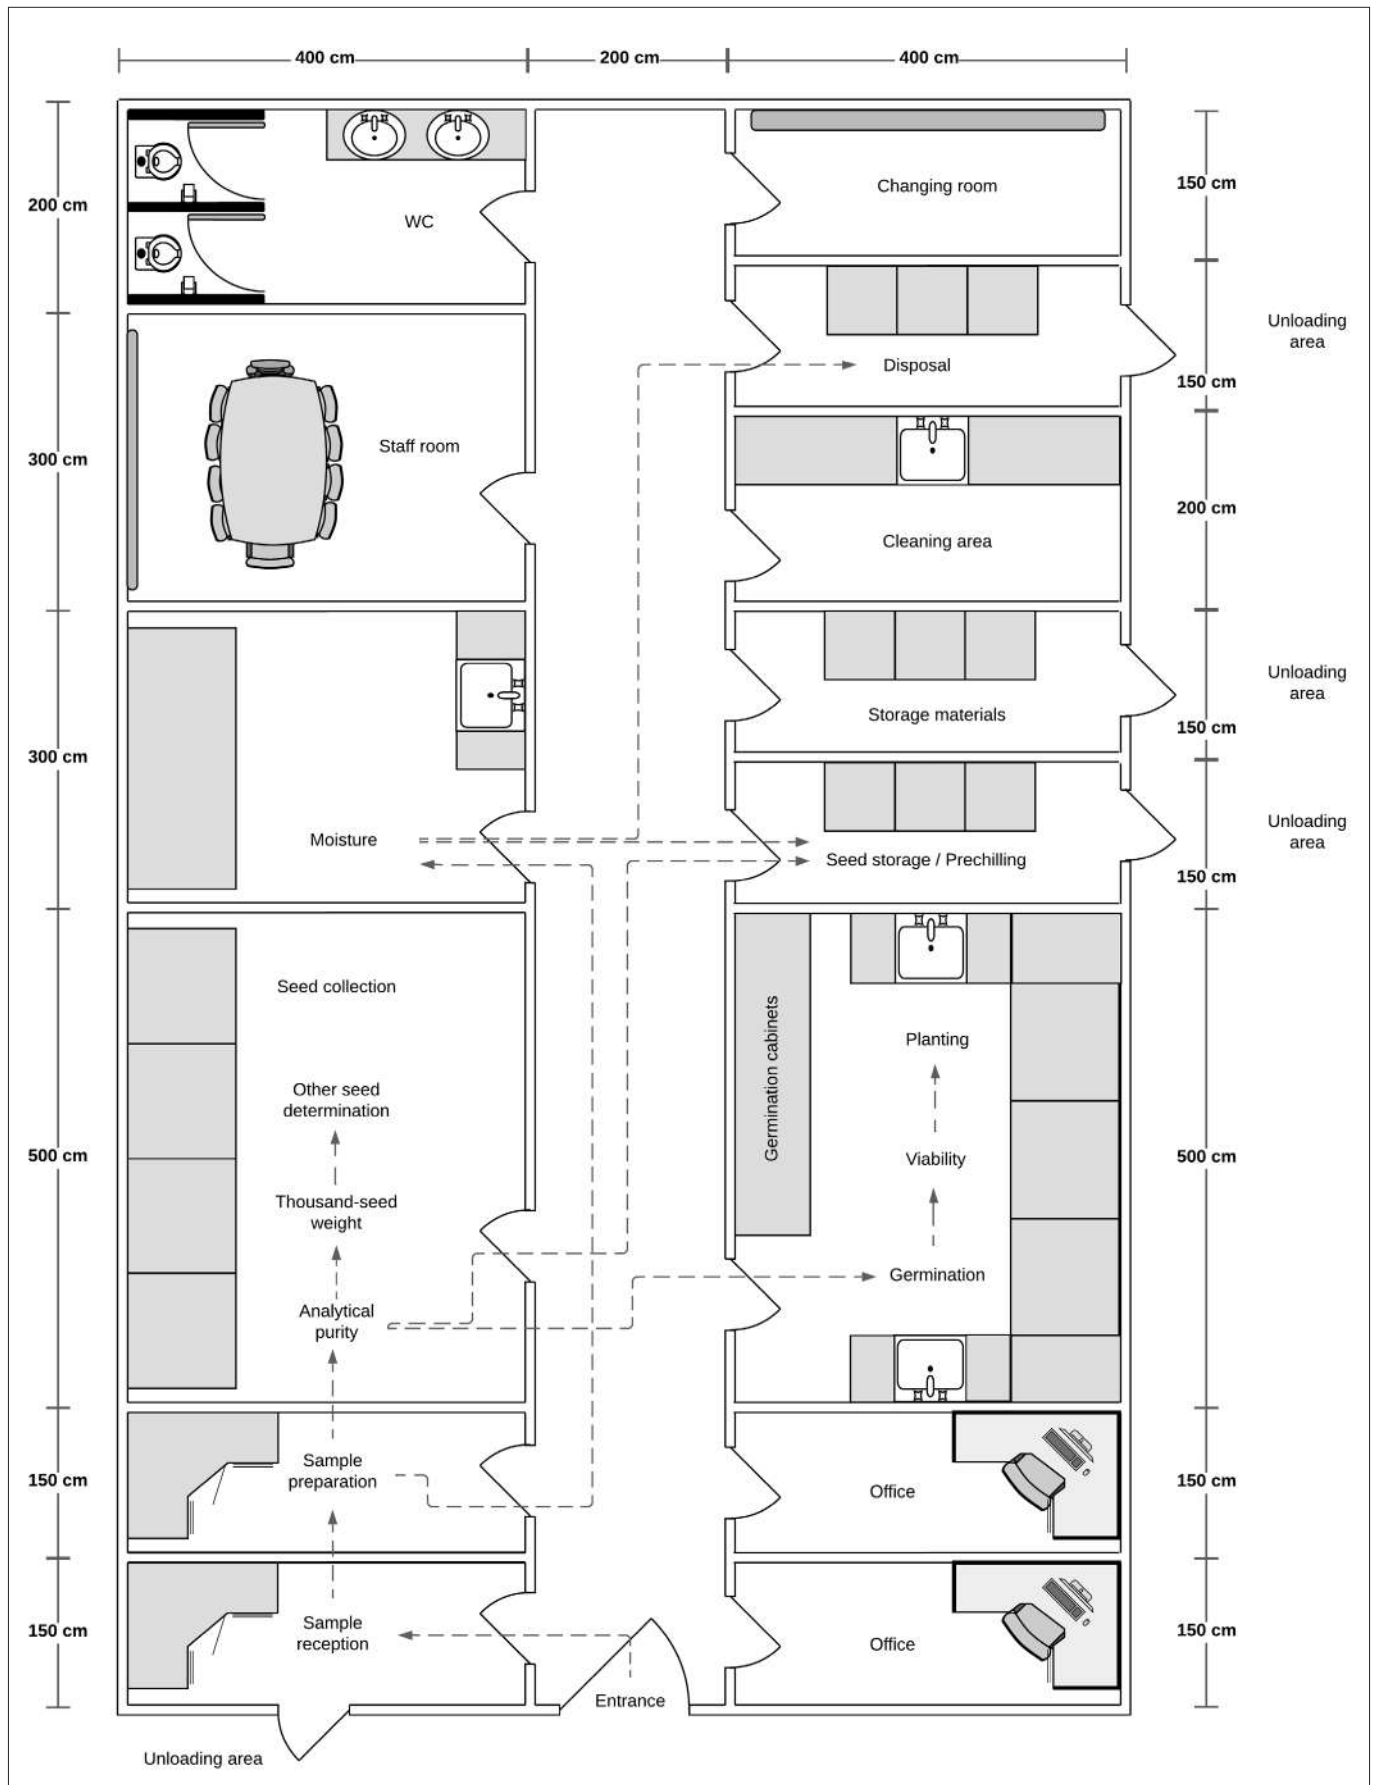 400 cm
200 cm
400 cm
200 cm
WC
Changing room
150 cm
Unloading
area
Disposal
150 cm
300 cm
Staff room
200 cm
Cleaning area
Unloading
area
Storage materials
150 cm
300 cm
Moisture
Unloading
area
Seed storage / Prechilling
150 cm
Seed collection
Germination cabinets
Planting
Other seed
determination
500 cm
Viability
500 cm
Thousand-seed
weight
Germination
Analytical
purity
150 cm
Sample
preparation
Office
150 cm
150 cm
Sample
reception
Office
150 cm
Entrance
Unloading area